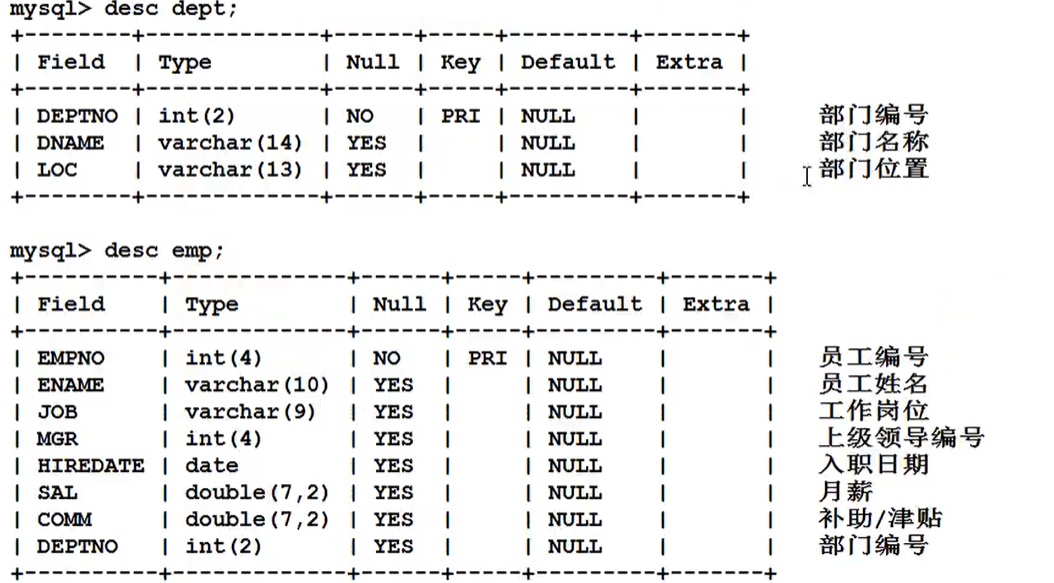 mysql> desc dept;
+--------+-------------+------+-----+---------+-------+
| Field  | Type        | Null | Key | Default | Extra |
+--------+-------------+------+-----+---------+-------+
| DEPTNO | int(2)      | NO   | PRI | NULL    |       |     部门编号
| DNAME  | varchar(14) | YES  |     | NULL    |       |     部门名称
| LOC    | varchar(13) | YES  |     | NULL    |       |     部门位置
+--------+-------------+------+-----+---------+-------+
mysql> desc emp;
+----------+-------------+------+-----+---------+-------+
| Field    | Type        | Null | Key | Default | Extra |
+----------+-------------+------+-----+---------+-------+
| EMPNO    | int(4)      | NO   | PRI | NULL    |       |   员工编号
| ENAME    | varchar(10) | YES  |     | NULL    |       |   员工姓名
| JOB      | varchar(9)  | YES  |     | NULL    |       |   工作岗位
| MGR      | int(4)      | YES  |     | NULL    |       |   上级领导编号
| HIREDATE | date        | YES  |     | NULL    |       |   入职日期
| SAL      | double(7,2) | YES  |     | NULL    |       |   月薪
| COMM     | double(7,2) | YES  |     | NULL    |       |   补助/津贴
| DEPTNO   | int(2)      | YES  |     | NULL    |       |   部门编号
+----------+-------------+------+-----+---------+-------+